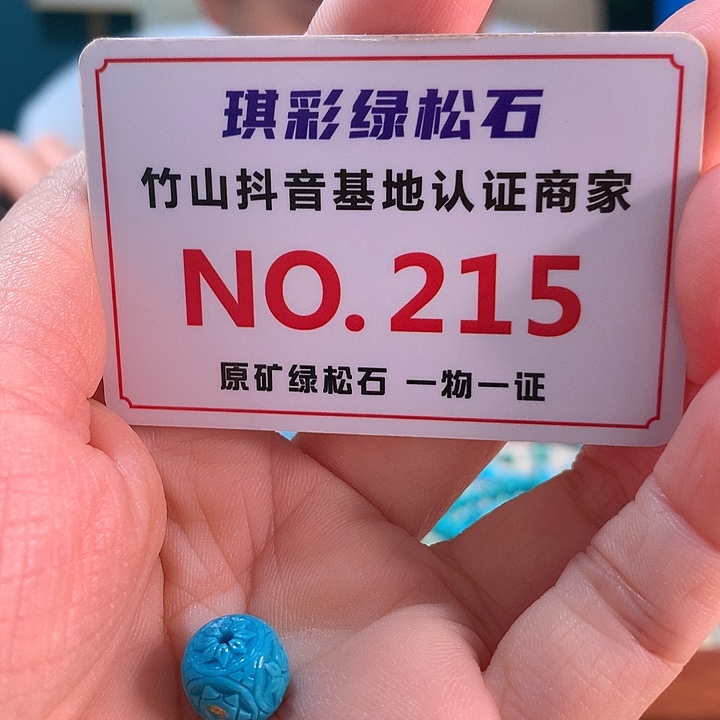 琪彩绿松石
竹山抖音基地认证商家
NO.215
原矿绿松石 一物一证